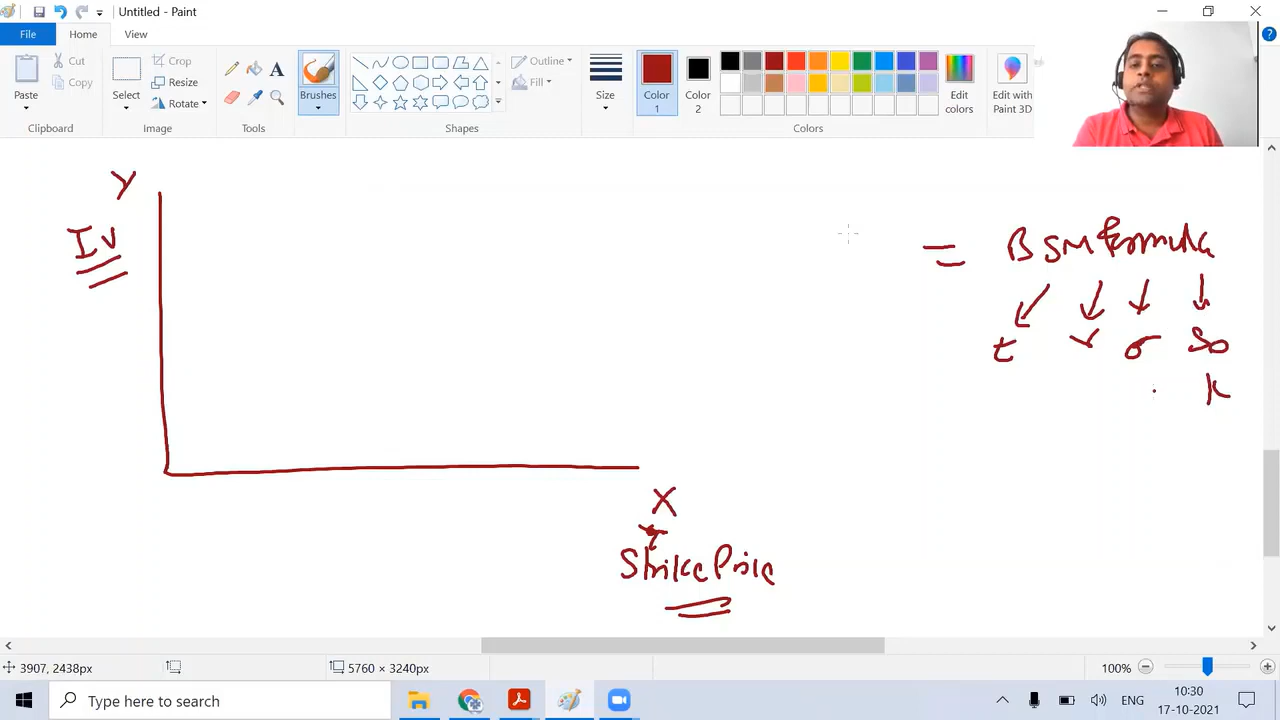 Untitled - Paint
File Home View
Paste
Cut
Copy
Clipboard
Select
Crop
Resize
Rotate
Image
A
Tools
Brushes
Shapes
Outline
Fill
Size
Color 1
Color 2
Edit colors
Colors
Edit with Paint 3D
?
Y
IV
= BSM formula
t r σ S0
K
X
Strike Price
3907, 2438px
5760 × 3240px
100%
Type here to search
ENG
10:30
17-10-2021